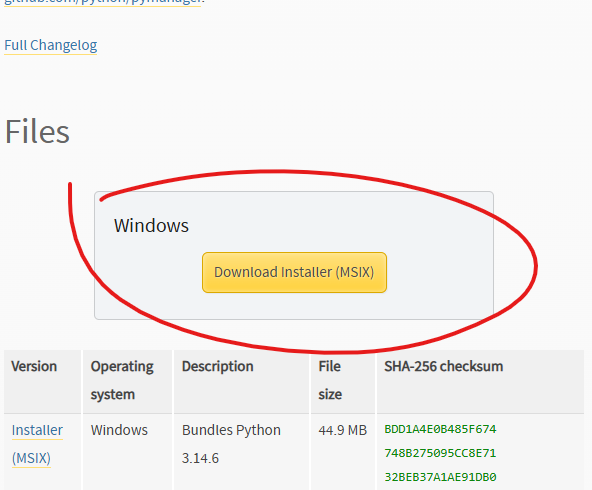 github.com/python/pymanager.
Full Changelog
Files
Windows
Download Installer (MSIX)
Version Operating system Description File size SHA-256 checksum
Installer (MSIX) Windows Bundles Python 3.14.6 44.9 MB BDD1A4E0B485F674
748B275095CC8E71
32BEB37A1AE91DB0